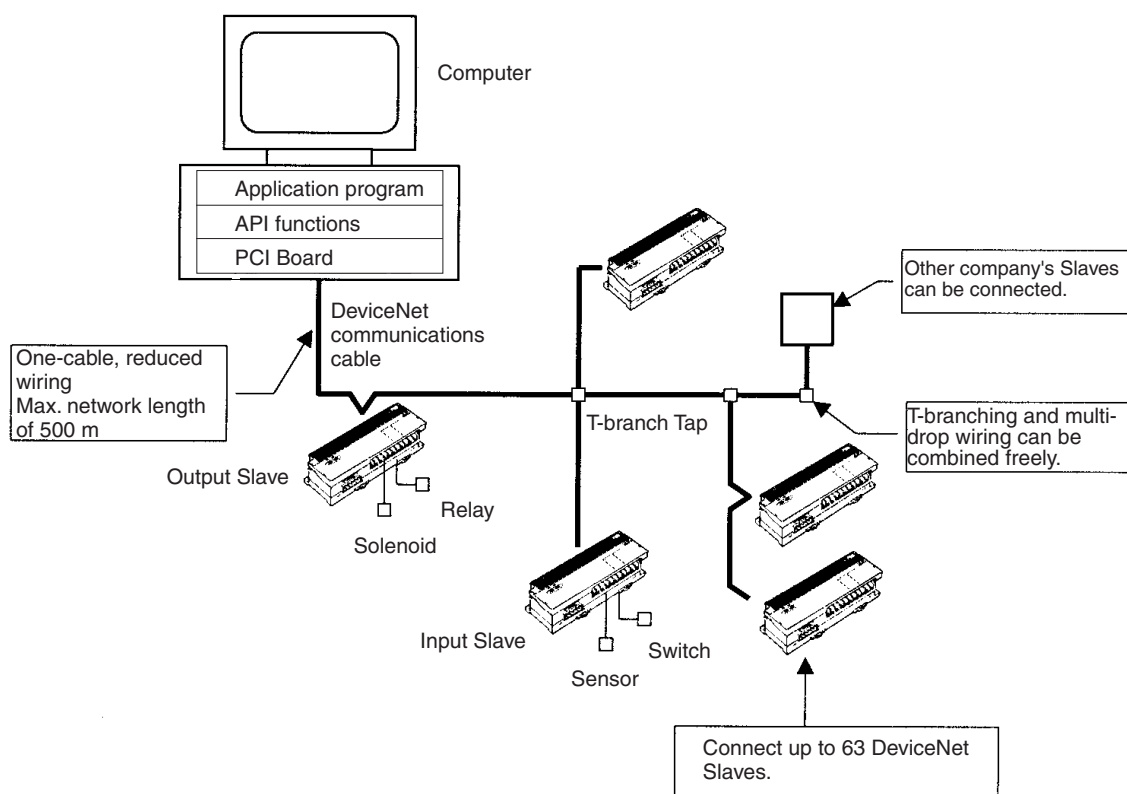 Computer
Application program
API functions
PCI Board
DeviceNet
communications
cable
One-cable, reduced
wiring
Max. network length
of 500 m
Other company's Slaves
can be connected.
T-branch Tap
T-branching and multi-
drop wiring can be
combined freely.
Output Slave
Relay
Solenoid
Input Slave
Switch
Sensor
Connect up to 63 DeviceNet
Slaves.